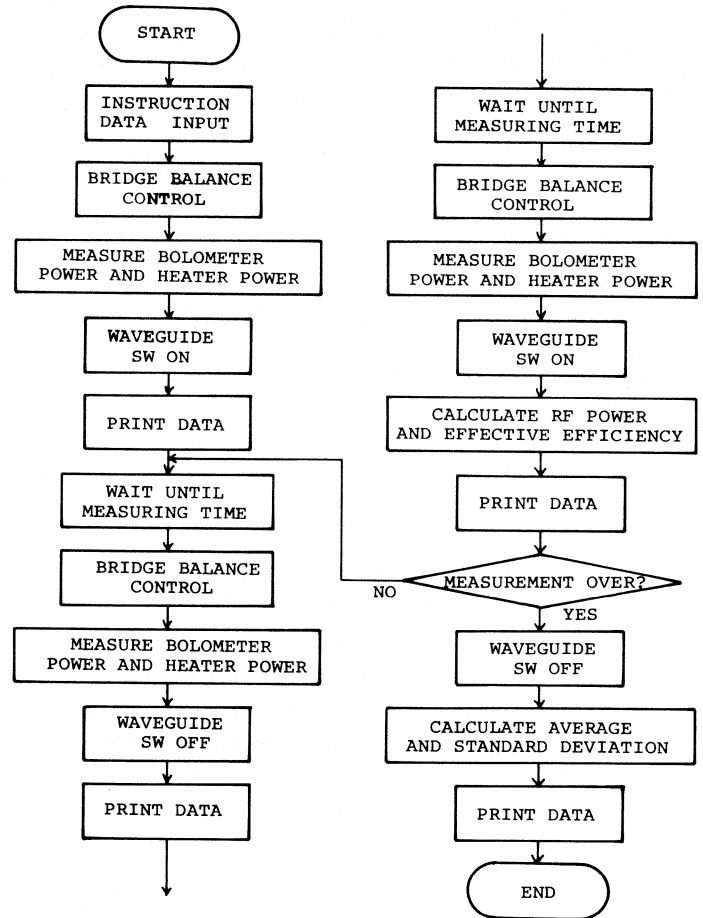 START
INSTRUCTION
DATA INPUT
BRIDGE BALANCE
CONTROL
MEASURE BOLOMETER
POWER AND HEATER POWER
WAVEGUIDE
SW ON
PRINT DATA
WAIT UNTIL
MEASURING TIME
BRIDGE BALANCE
CONTROL
MEASURE BOLOMETER
POWER AND HEATER POWER
WAVEGUIDE
SW OFF
PRINT DATA
WAIT UNTIL
MEASURING TIME
BRIDGE BALANCE
CONTROL
MEASURE BOLOMETER
POWER AND HEATER POWER
WAVEGUIDE
SW ON
CALCULATE RF POWER
AND EFFECTIVE EFFICIENCY
PRINT DATA
MEASUREMENT OVER?
NO
YES
WAVEGUIDE
SW OFF
CALCULATE AVERAGE
AND STANDARD DEVIATION
PRINT DATA
END